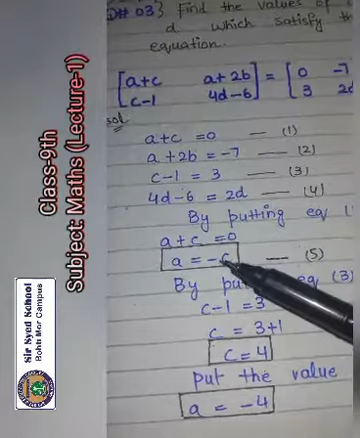 Class-9th
Subject: Maths (Lecture-1)
Sir Syed School
Bohh Mor Campus
Q# 03} Find the values of
d which satisfy
equation.
[a+c a+2b] = [0 -7
[c-1 4d-6] [3 2d
sol
a+c = 0 — (1)
a+2b = -7 — (2)
c-1 = 3 — (3)
4d-6 = 2d — (4)
By putting eq
a+c = 0
a = -c — (5)
By eq (3)
c-1 = 3
c = 3+1
c = 4
put the value
a = -4